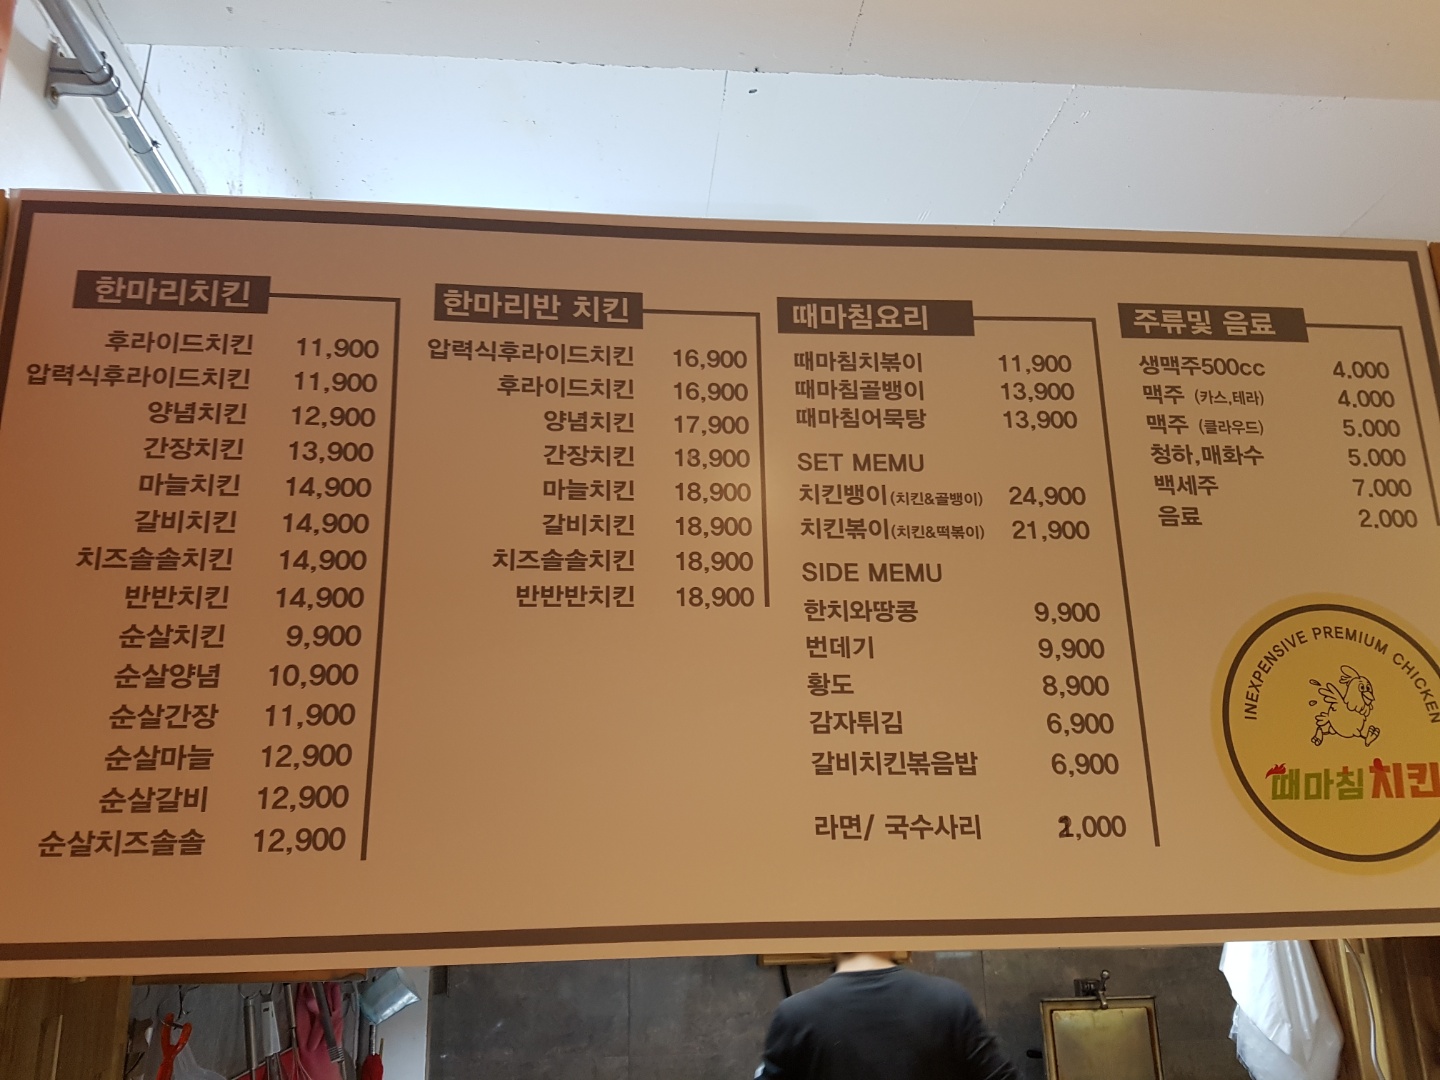 한마리치킨
후라이드치킨 11,900
압력식후라이드치킨 11,900
양념치킨 12,900
간장치킨 13,900
마늘치킨 14,900
갈비치킨 14,900
치즈솔솔치킨 14,900
반반치킨 14,900
순살치킨 9,900
순살양념 10,900
순살간장 11,900
순살마늘 12,900
순살갈비 12,900
순살치즈솔솔 12,900
한마리반 치킨
압력식후라이드치킨 16,900
후라이드치킨 16,900
양념치킨 17,900
간장치킨 18,900
마늘치킨 18,900
갈비치킨 18,900
치즈솔솔치킨 18,900
반반반치킨 18,900
때마침요리
때마침치볶이 11,900
때마침골뱅이 13,900
때마침어묵탕 13,900
SET MEMU
치킨뱅이(치킨&골뱅이) 24,900
치킨볶이(치킨&떡볶이) 21,900
SIDE MEMU
한치와땅콩 9,900
번데기 9,900
황도 8,900
감자튀김 6,900
갈비치킨볶음밥 6,900
라면/ 국수사리
주류및 음료
생맥주500cc 4.000
맥주 (카스,테라) 4.000
맥주 (클라우드) 5.000
청하,매화수 5.000
백세주 7.000
음료 2.000
INEXPENSIVE PREMIUM CHICKEN
때마침 치킨